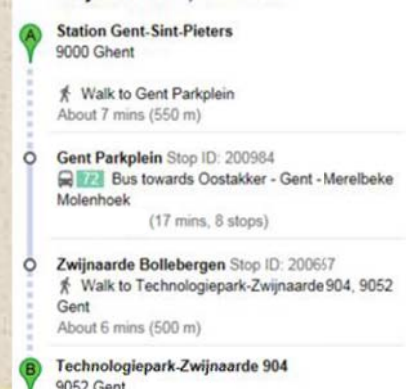 A
Station Gent-Sint-Pieters
9000 Ghent
Walk to Gent Parkplein
About 7 mins (550 m)
Gent Parkplein Stop ID: 200984
72 Bus towards Oostakker - Gent - Merelbeke
Molenhoek
(17 mins, 8 stops)
Zwijnaarde Bollebergen Stop ID: 200657
Walk to Technologiepark-Zwijnaarde 904, 9052
Gent
About 6 mins (500 m)
B
Technologiepark-Zwijnaarde 904
9052 Gent